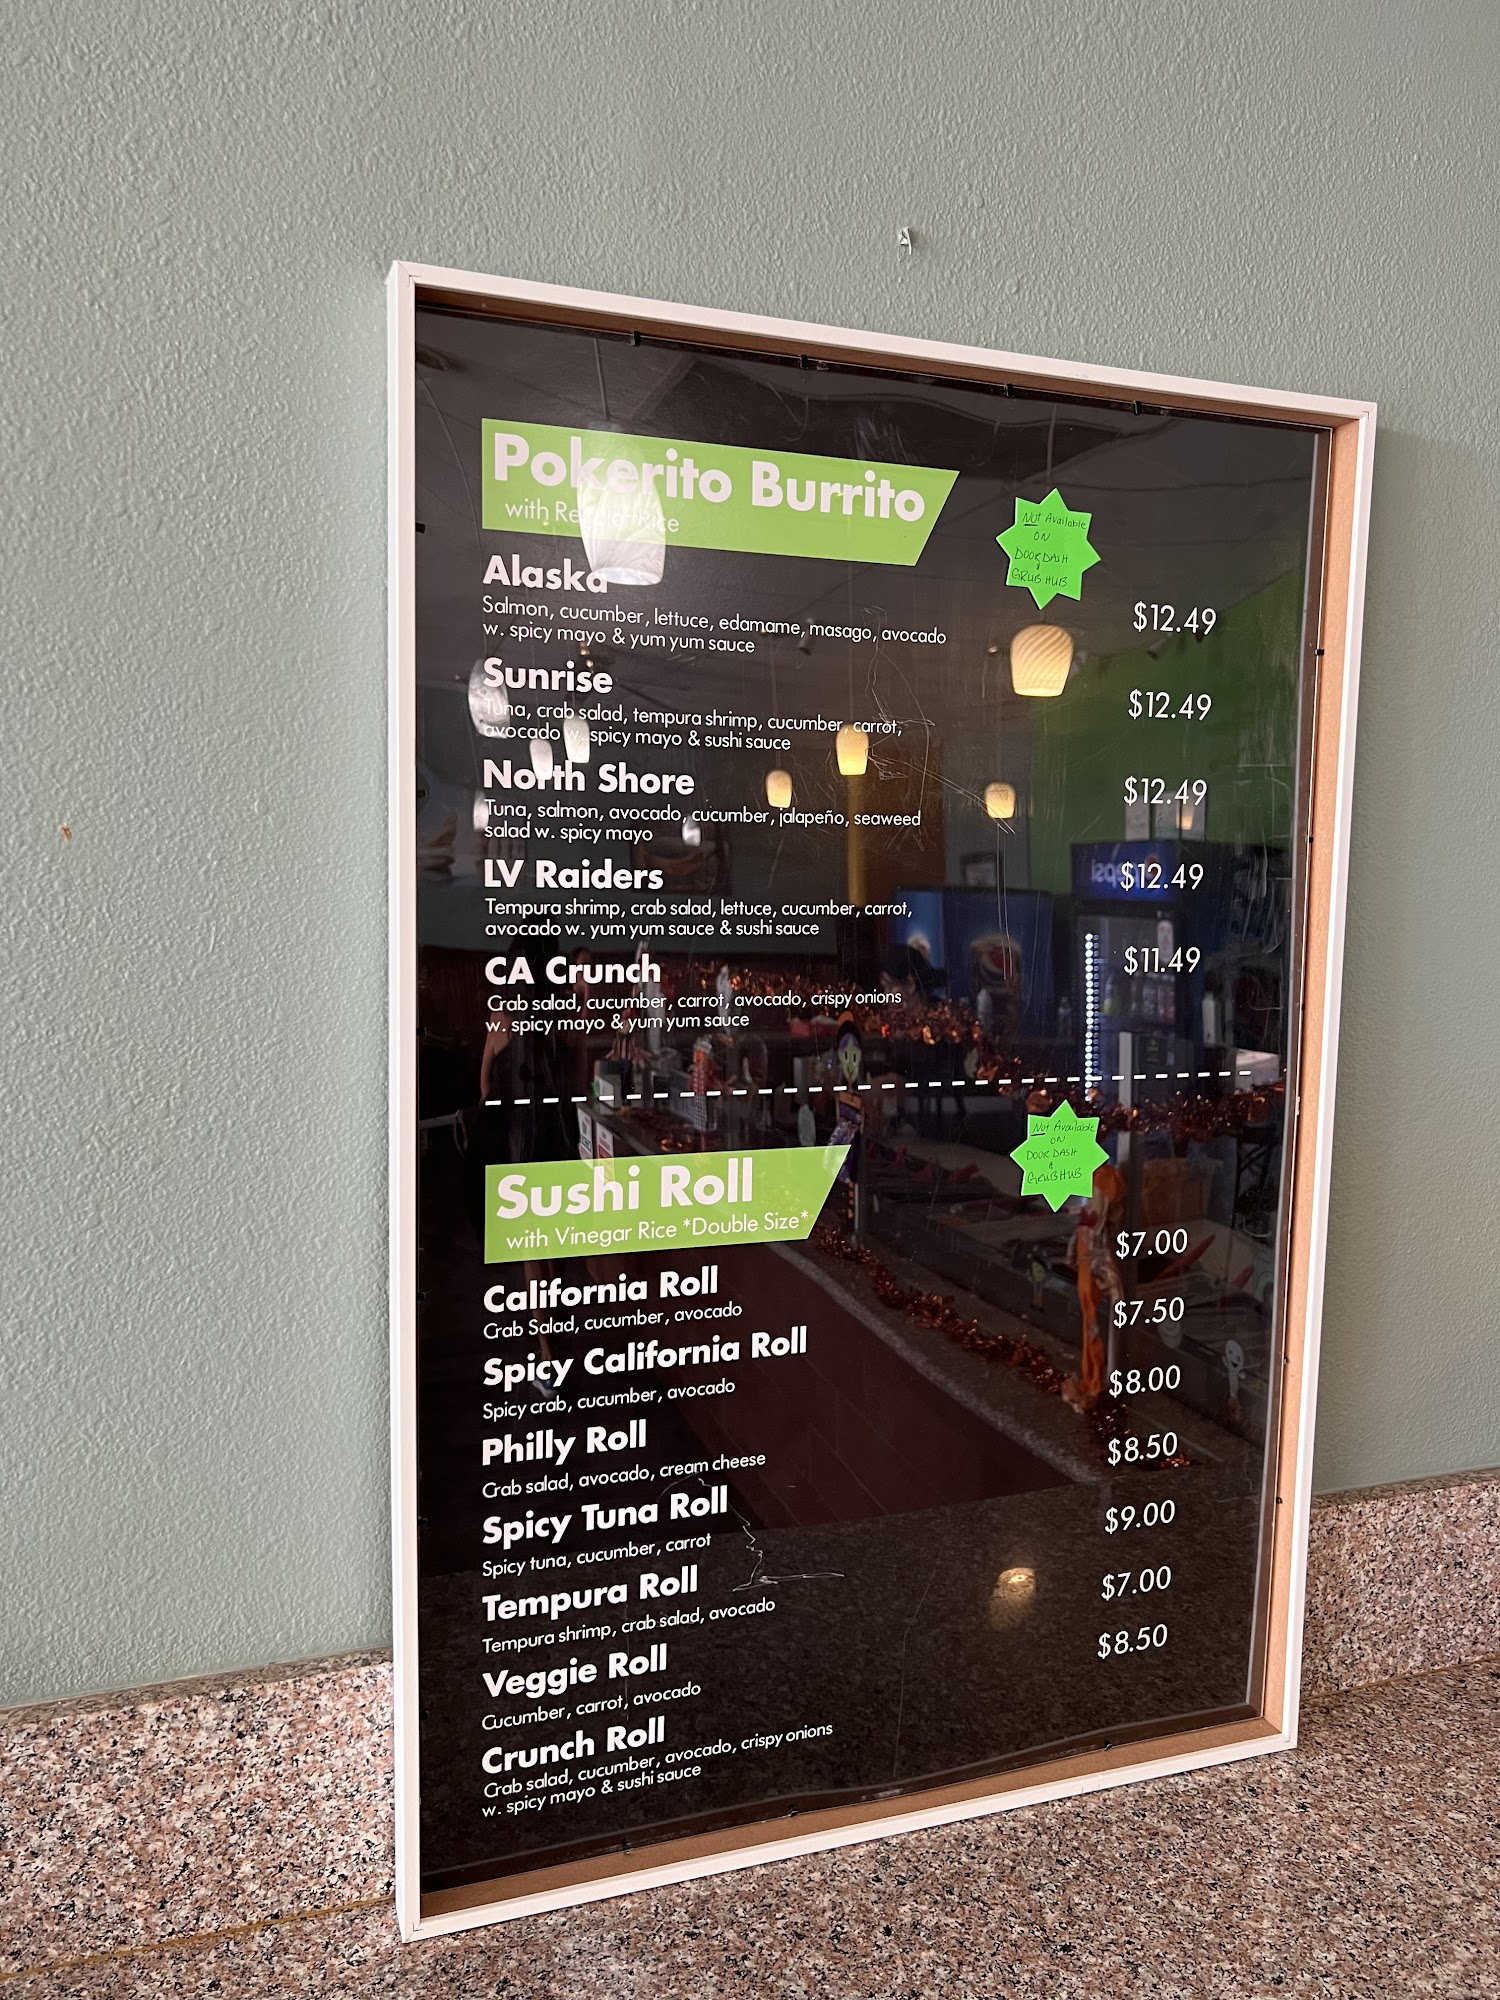 Pokerito Burrito
with Rice
Not Available
ON
DOORDASH
&
GRUBHUB
Alaska
Salmon, cucumber, lettuce, edamame, masago, avocado
w. spicy mayo & yum yum sauce
$12.49
Sunrise
Tuna, crab salad, tempura shrimp, cucumber, carrot,
avocado w. spicy mayo & sushi sauce
$12.49
North Shore
Tuna, salmon, avocado, cucumber, jalapeño, seaweed
salad w. spicy mayo
$12.49
LV Raiders
Tempura shrimp, crab salad, lettuce, cucumber, carrot,
avocado w. yum yum sauce & sushi sauce
$12.49
CA Crunch
Crab salad, cucumber, carrot, avocado, crispy onions
w. spicy mayo & yum yum sauce
$11.49
Sushi Roll
with Vinegar Rice *Double Size*
Not Available
ON
DOORDASH
&
GRUBHUB
California Roll
Crab Salad, cucumber, avocado
$7.00
Spicy California Roll
Spicy crab, cucumber, avocado
$7.50
Philly Roll
Crab salad, avocado, cream cheese
$8.00
Spicy Tuna Roll
Spicy tuna, cucumber, carrot
$8.50
Tempura Roll
Tempura shrimp, crab salad, avocado
$9.00
Veggie Roll
Cucumber, carrot, avocado
$7.00
Crunch Roll
Crab salad, cucumber, avocado, crispy onions
w. spicy mayo & sushi sauce
$8.50